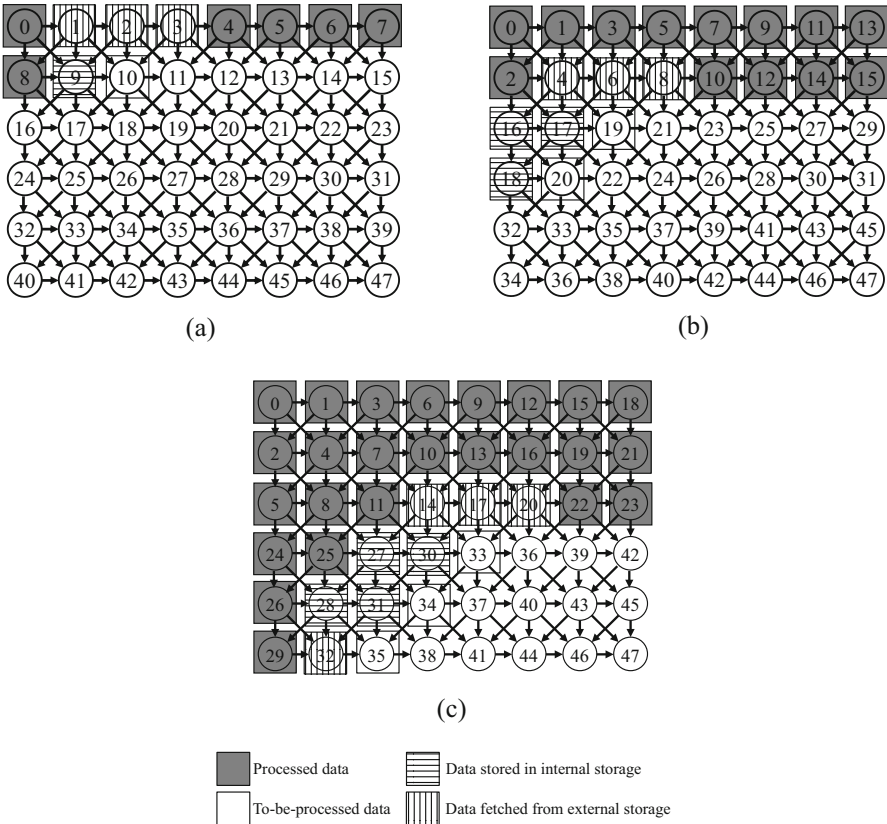 0 1 2 3 4 5 6 7
8 9 10 11 12 13 14 15
16 17 18 19 20 21 22 23
24 25 26 27 28 29 30 31
32 33 34 35 36 37 38 39
40 41 42 43 44 45 46 47
(a)
0 1 3 5 7 9 11 13
2 4 6 8 10 12 14 15
16 17 19 21 23 25 27 29
18 20 22 24 26 28 30 31
32 33 35 37 39 41 43 45
34 36 38 40 42 44 46 47
(b)
0 1 3 6 9 12 15 18
2 4 7 10 13 16 19 21
5 8 11 14 17 20 22 23
24 25 27 30 33 36 39 42
26 28 31 34 37 40 43 45
29 32 35 38 41 44 46 47
(c)
Processed data
Data stored in internal storage
To-be-processed data
Data fetched from external storage